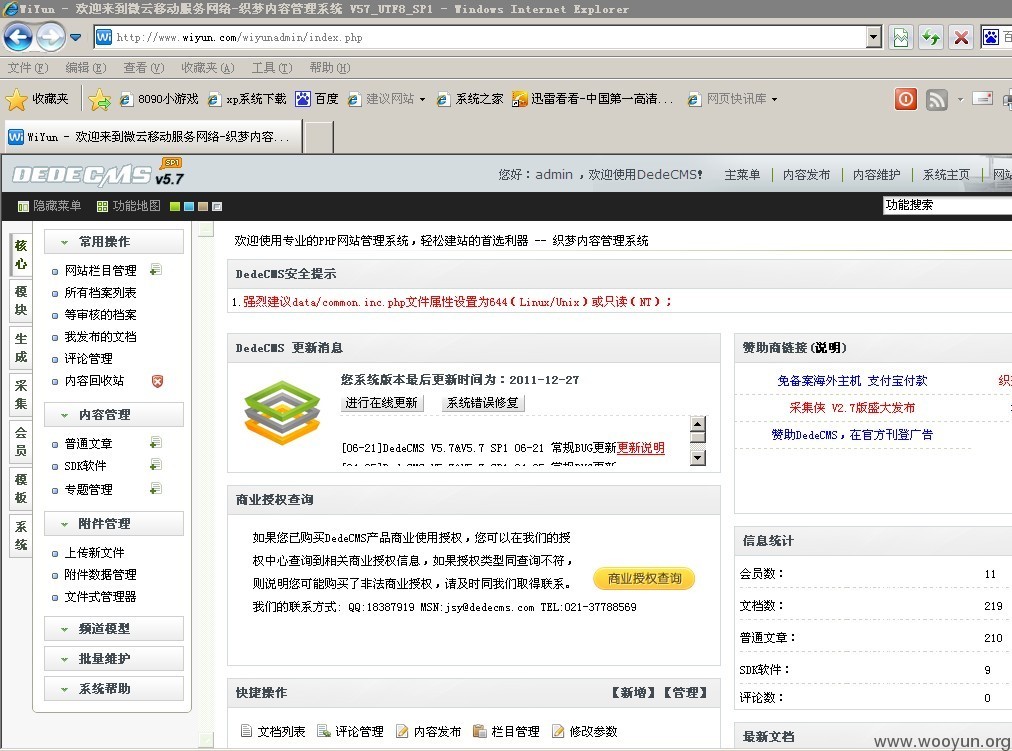 WiYun - 欢迎来到微云移动服务网络-织梦内容管理系统 V57_UTF8_SP1 - Windows Internet Explorer
http://www.wiyun.com/wiyunadmin/index.php
文件(F) 编辑(E) 查看(V) 收藏夹(A) 工具(T) 帮助(H)
收藏夹 8090小游戏 xp系统下载 百度 建议网站 系统之家 迅雷看看-中国第一高清... 网页快讯库
WiYun - 欢迎来到微云移动服务网络-织梦内容...
DEDECMS SP1 v5.7
您好：admin ，欢迎使用DedeCMS！ 主菜单 内容发布 内容维护 系统主页 网站
隐藏菜单 功能地图 功能搜索
核心
模块
生成
采集
会员
模板
系统
常用操作
网站栏目管理
所有档案列表
等审核的档案
我发布的文档
评论管理
内容回收站
内容管理
普通文章
SDK软件
专题管理
附件管理
上传新文件
附件数据管理
文件式管理器
频道模型
批量维护
系统帮助
欢迎使用专业的PHP网站管理系统，轻松建站的首选利器 -- 织梦内容管理系统
DedeCMS安全提示
1.强烈建议data/common.inc.php文件属性设置为644（Linux/Unix）或只读（NT）；
DedeCMS 更新消息
您系统版本最后更新时间为：2011-12-27
进行在线更新 系统错误修复
[06-21]DedeCMS V5.7&V5.7 SP1 06-21 常规BUG更新更新说明
商业授权查询
如果您已购买DedeCMS产品商业使用授权，您可以在我们的授
权中心查询到相关商业授权信息，如果授权类型同查询不符，
则说明您可能购买了非法商业授权，请及时同我们取得联系。
我们的联系方式: QQ:18387919 MSN:jsy@dedecms.com TEL:021-37788569
商业授权查询
快捷操作 【新增】【管理】
文档列表 评论管理 内容发布 栏目管理 修改参数
赞助商链接(说明)
免备案海外主机 支付宝付款
采集侠 V2.7版盛大发布
赞助DedeCMS，在官方刊登广告
信息统计
会员数： 11
文档数： 219
普通文章： 210
SDK软件： 9
评论数： 0
最新文档
www.wooyun.org